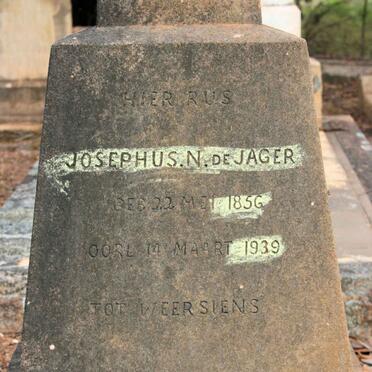 HIER RUS
JOSEPHUS. N. DE JAGER
GEB 22 MEI 1856
OORL 14 MAART 1939
TOT WEERSIENS